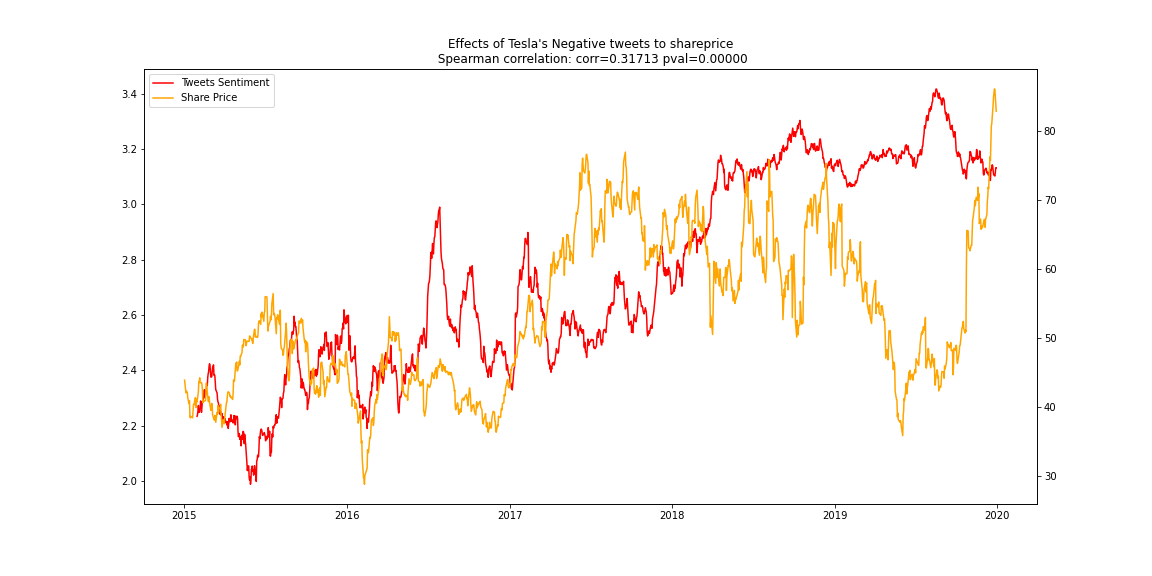 Effects of Tesla's Negative tweets to shareprice
Spearman correlation: corr=0.31713 pval=0.00000
Tweets Sentiment
Share Price
3.4
3.2
3.0
2.8
2.6
2.4
2.2
2.0
80
70
60
50
40
30
2015 2016 2017 2018 2019 2020